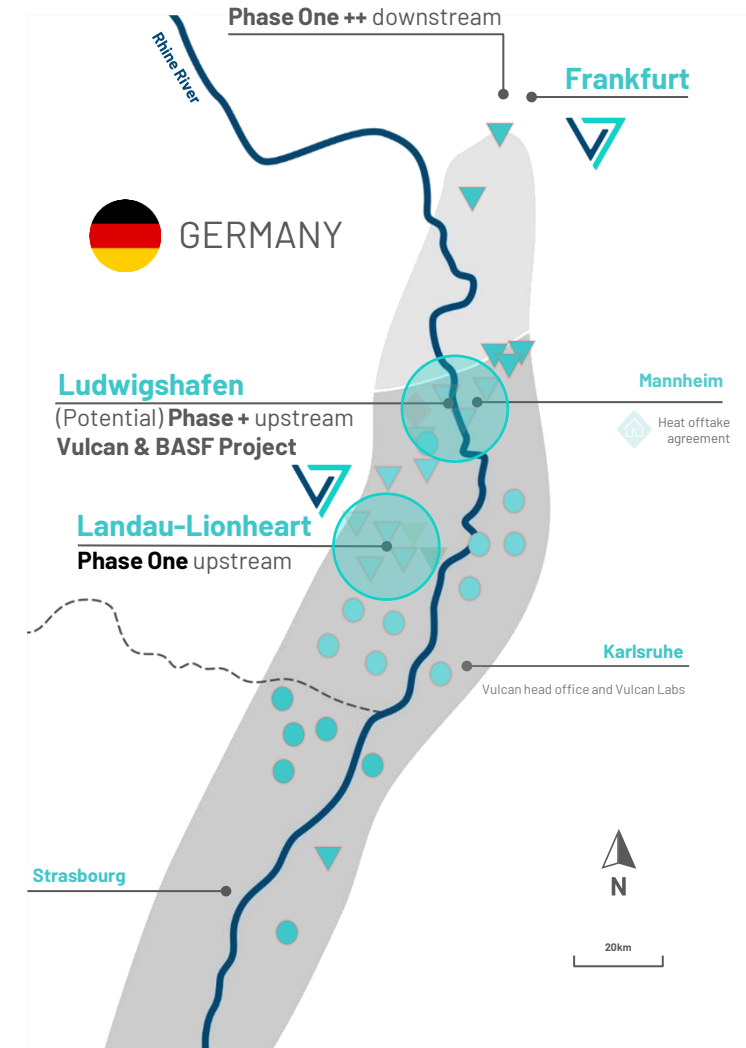 Phase One ++ downstream
Rhine River
Frankfurt
GERMANY
Ludwigshafen
(Potential) Phase + upstream
Vulcan & BASF Project
Mannheim
Heat offtake
agreement
Landau-Lionheart
Phase One upstream
Karlsruhe
Vulcan head office and Vulcan Labs
Strasbourg
N
20km